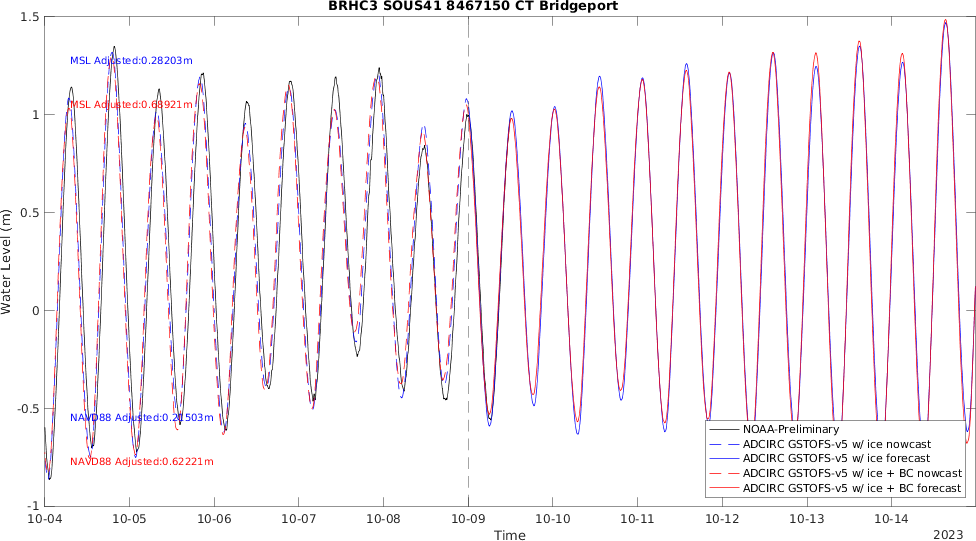 BRHC3 SOUS41 8467150 CT Bridgeport
1.5
1
0.5
0
-0.5
-1
Water Level (m)
MSL Adjusted:0.28203m
MSL Adjusted:0.68921m
NAVD88 Adjusted:0.21503m
NAVD88 Adjusted:0.62221m
NOAA-Preliminary
ADCIRC GSTOFS-v5 w/ ice nowcast
ADCIRC GSTOFS-v5 w/ ice forecast
ADCIRC GSTOFS-v5 w/ ice + BC nowcast
ADCIRC GSTOFS-v5 w/ ice + BC forecast
10-04 10-05 10-06 10-07 10-08 10-09 10-10 10-11 10-12 10-13 10-14
Time
2023